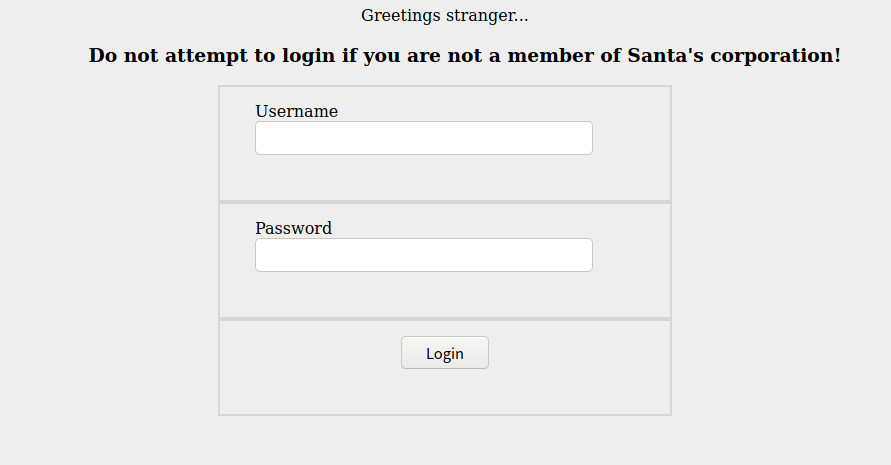 Greetings stranger...
Do not attempt to login if you are not a member of Santa's corporation!
Username
Password
Login